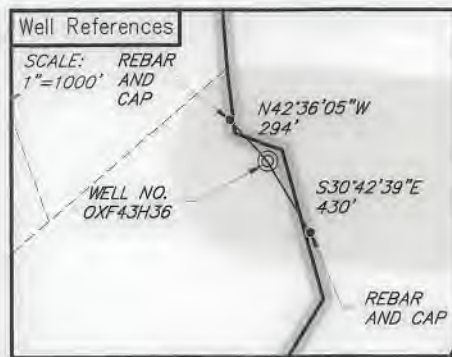 Well References
SCALE:
1"=1000'
REBAR
AND
CAP
N42°36'05"W
294'
WELL NO.
OXF43H36
S30°42'39"E
430'
REBAR
AND CAP